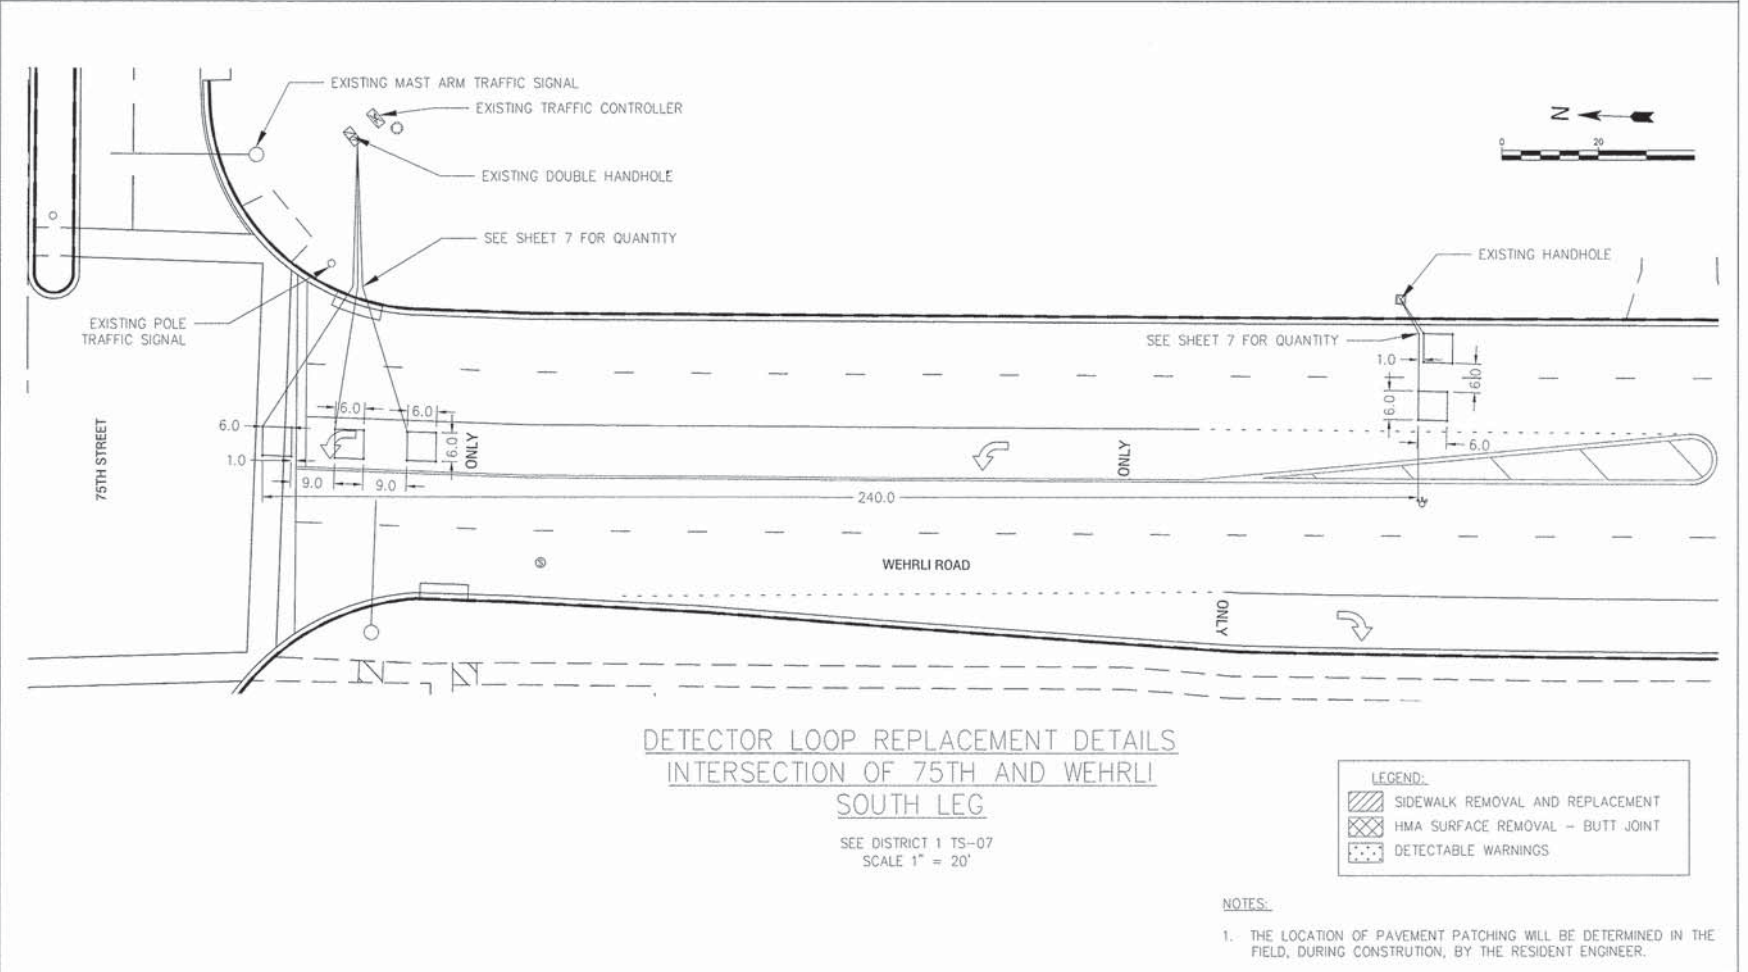 EXISTING MAST ARM TRAFFIC SIGNAL
EXISTING TRAFFIC CONTROLLER
EXISTING DOUBLE HANDHOLE
SEE SHEET 7 FOR QUANTITY
EXISTING POLE
TRAFFIC SIGNAL
N
0 20
EXISTING HANDHOLE
SEE SHEET 7 FOR QUANTITY
1.0
6.0
6.0
6.0
75TH STREET
6.0
1.0
6.0
6.0
6.0
9.0
9.0
ONLY
ONLY
240.0
WEHRLI ROAD
ONLY
DETECTOR LOOP REPLACEMENT DETAILS
INTERSECTION OF 75TH AND WEHRLI
SOUTH LEG
SEE DISTRICT 1 TS-07
SCALE 1" = 20'
LEGEND:
SIDEWALK REMOVAL AND REPLACEMENT
HMA SURFACE REMOVAL - BUTT JOINT
DETECTABLE WARNINGS
NOTES:
1. THE LOCATION OF PAVEMENT PATCHING WILL BE DETERMINED IN THE
FIELD, DURING CONSTRUTION, BY THE RESIDENT ENGINEER.